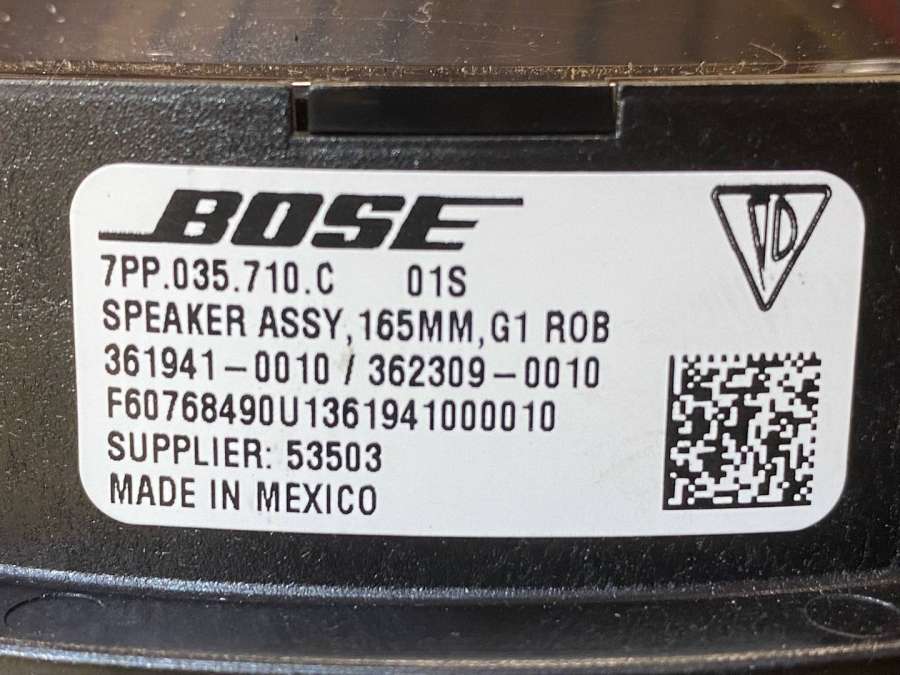 BOSE
7PP.035.710.C 01S
SPEAKER ASSY,165MM,G1 ROB
361941-0010 / 362309-0010
F60768490U1361941000010
SUPPLIER: 53503
MADE IN MEXICO